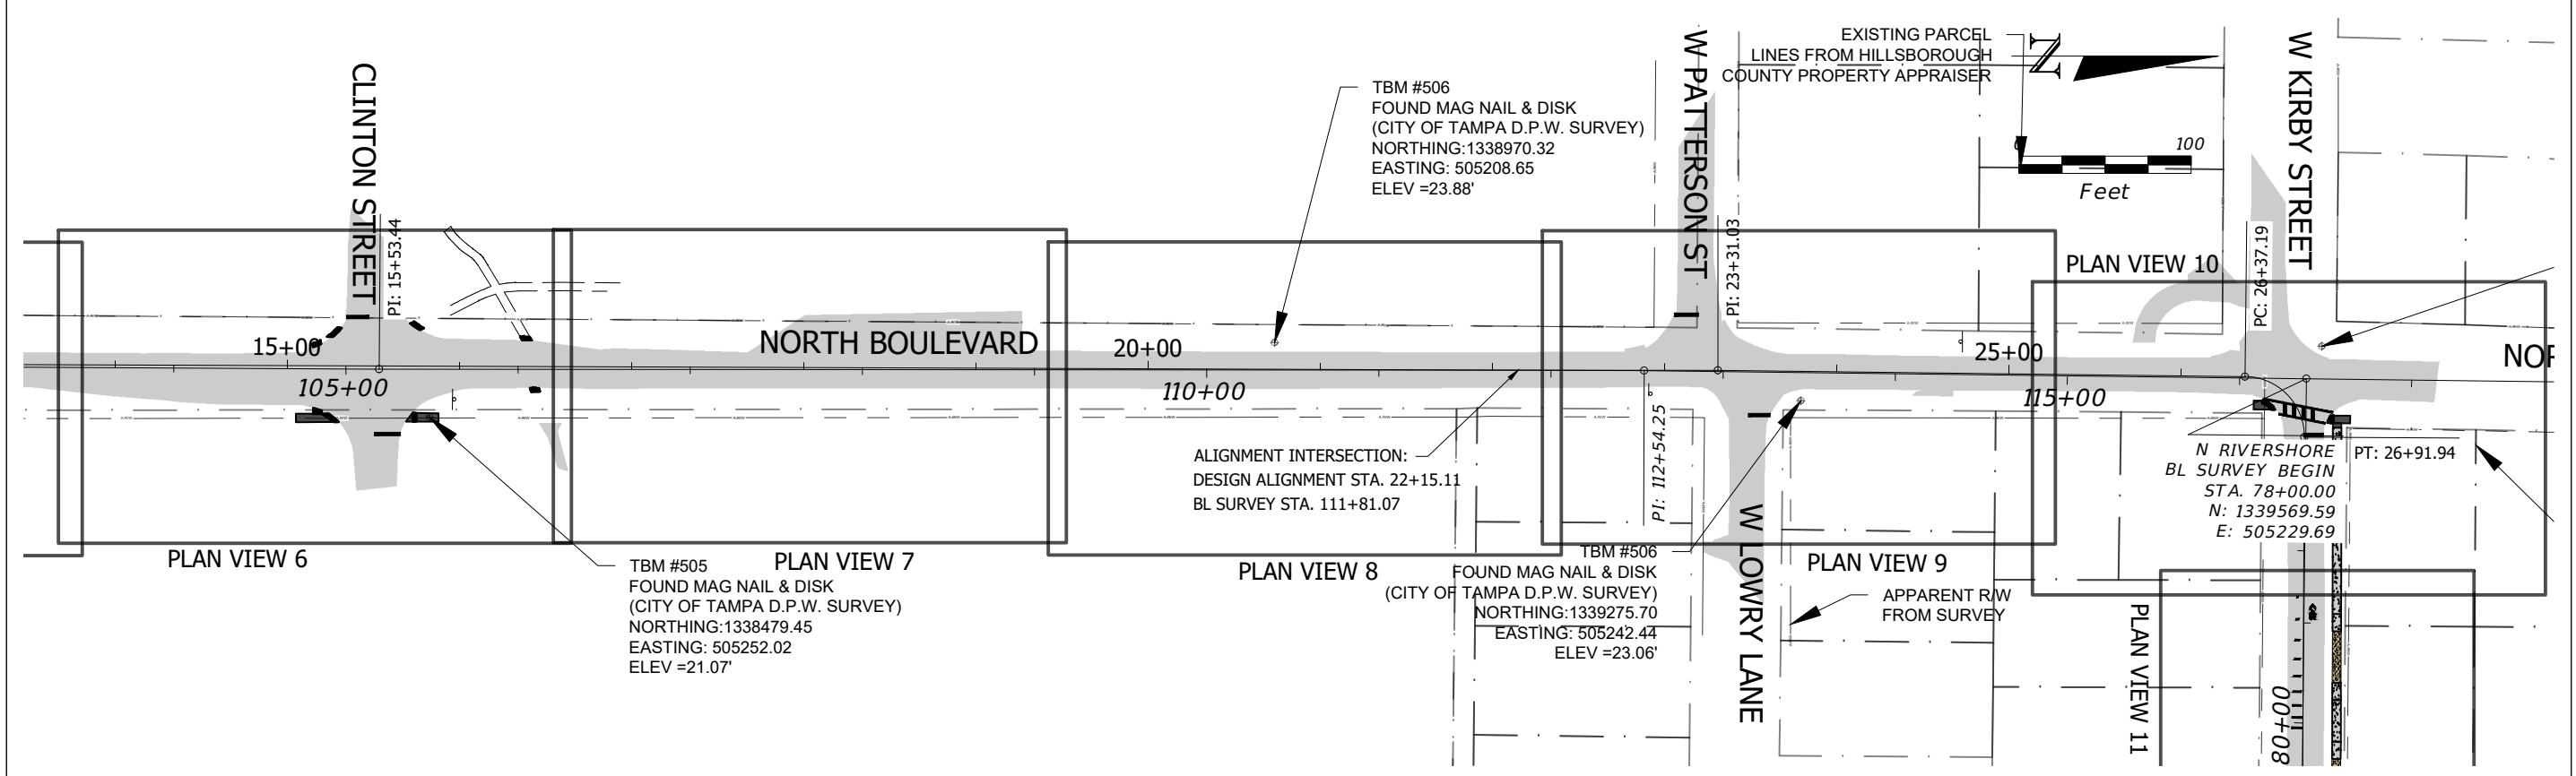 CLINTON STREET
PI: 15+53.44
15+00
105+00
PLAN VIEW 6
TBM #505
FOUND MAG NAIL & DISK
(CITY OF TAMPA D.P.W. SURVEY)
NORTHING:1338479.45
EASTING: 505252.02
ELEV =21.07'
PLAN VIEW 7
NORTH BOULEVARD
TBM #506
FOUND MAG NAIL & DISK
(CITY OF TAMPA D.P.W. SURVEY)
NORTHING:1338970.32
EASTING: 505208.65
ELEV =23.88'
20+00
110+00
ALIGNMENT INTERSECTION:
DESIGN ALIGNMENT STA. 22+15.11
BL SURVEY STA. 111+81.07
PLAN VIEW 8
PI: 112+54.25
W PATTERSON ST
PI: 23+31.03
TBM #506
FOUND MAG NAIL & DISK
(CITY OF TAMPA D.P.W. SURVEY)
NORTHING:1339275.70
EASTING: 505242.44
ELEV =23.06'
W LOWRY LANE
PLAN VIEW 9
APPARENT R/W
FROM SURVEY
EXISTING PARCEL
LINES FROM HILLSBOROUGH
COUNTY PROPERTY APPRAISER
N
0
100
Feet
25+00
115+00
PLAN VIEW 10
PC: 26+37.19
W KIRBY STREET
NOR
N RIVERSHORE
BL SURVEY BEGIN
STA. 78+00.00
N: 1339569.59
E: 505229.69
PT: 26+91.94
PLAN VIEW 11
80+00